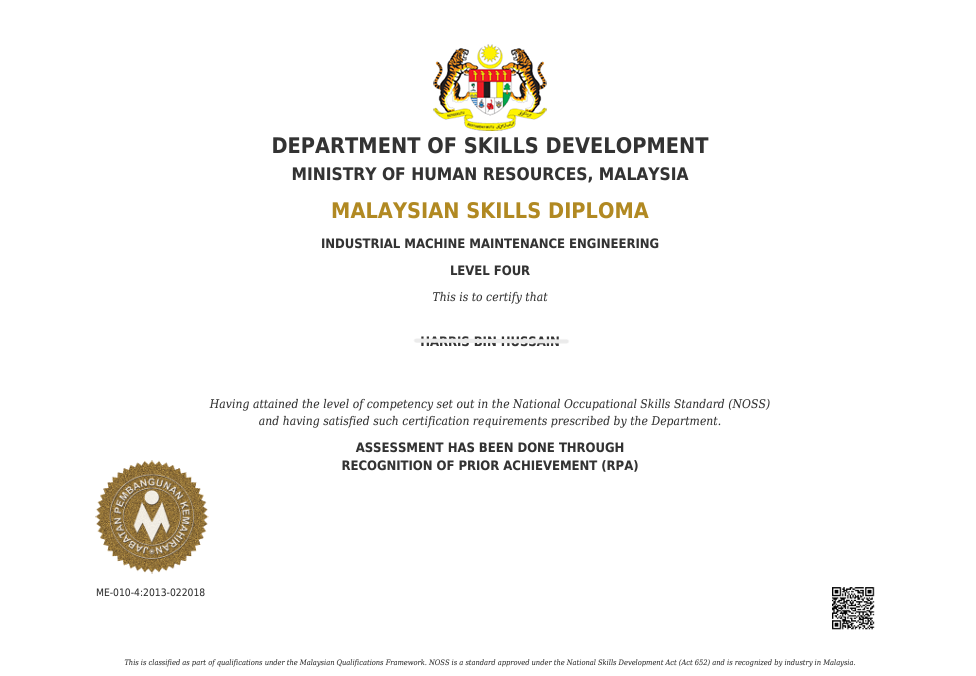 DEPARTMENT OF SKILLS DEVELOPMENT
MINISTRY OF HUMAN RESOURCES, MALAYSIA
MALAYSIAN SKILLS DIPLOMA
INDUSTRIAL MACHINE MAINTENANCE ENGINEERING
LEVEL FOUR
This is to certify that
HARRIS BIN HUSSAIN
Having attained the level of competency set out in the National Occupational Skills Standard (NOSS)
and having satisfied such certification requirements prescribed by the Department.
ASSESSMENT HAS BEEN DONE THROUGH
RECOGNITION OF PRIOR ACHIEVEMENT (RPA)
JABATAN PEMBANGUNAN KEMAHIRAN
ME-010-4:2013-022018
This is classified as part of qualifications under the Malaysian Qualifications Framework. NOSS is a standard approved under the National Skills Development Act (Act 652) and is recognized by industry in Malaysia.